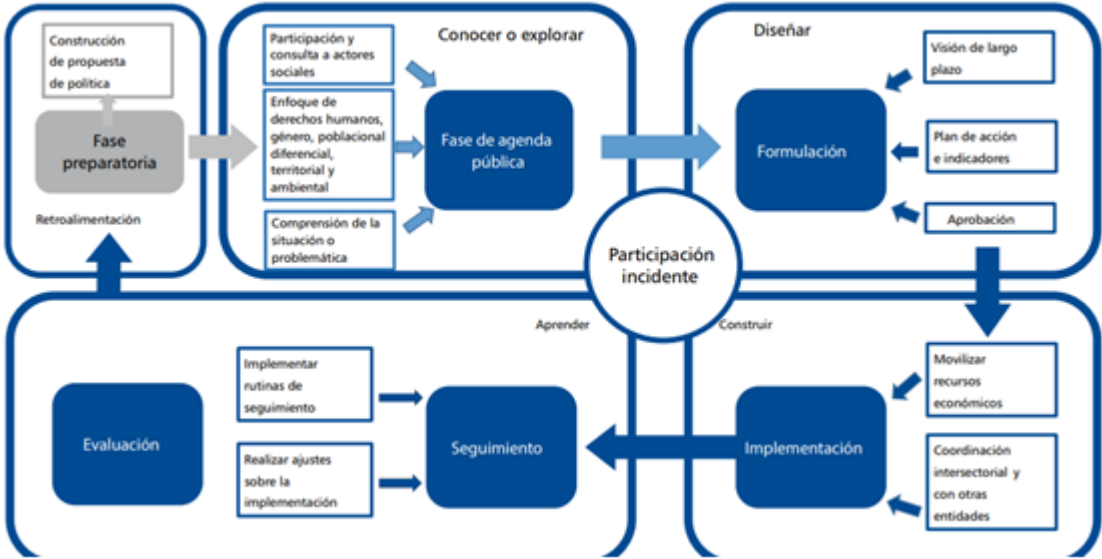 Construcción
de propuesta
de política
Fase
preparatoria
Retroalimentación
Conocer o explorar
Participación y
consulta a actores
sociales
Enfoque de
derechos humanos,
género, poblacional
diferencial,
territorial y
ambiental
Comprensión de la
situación o
problemática
Fase de agenda
pública
Diseñar
Visión de largo
plazo
Plan de acción
e indicadores
Aprobación
Formulación
Participación
incidente
Aprender
Implementar
rutinas de
seguimiento
Realizar ajustes
sobre la
implementación
Evaluación
Seguimiento
Construir
Implementación
Movilizar
recursos
económicos
Coordinación
intersectorial y
con otras
entidades